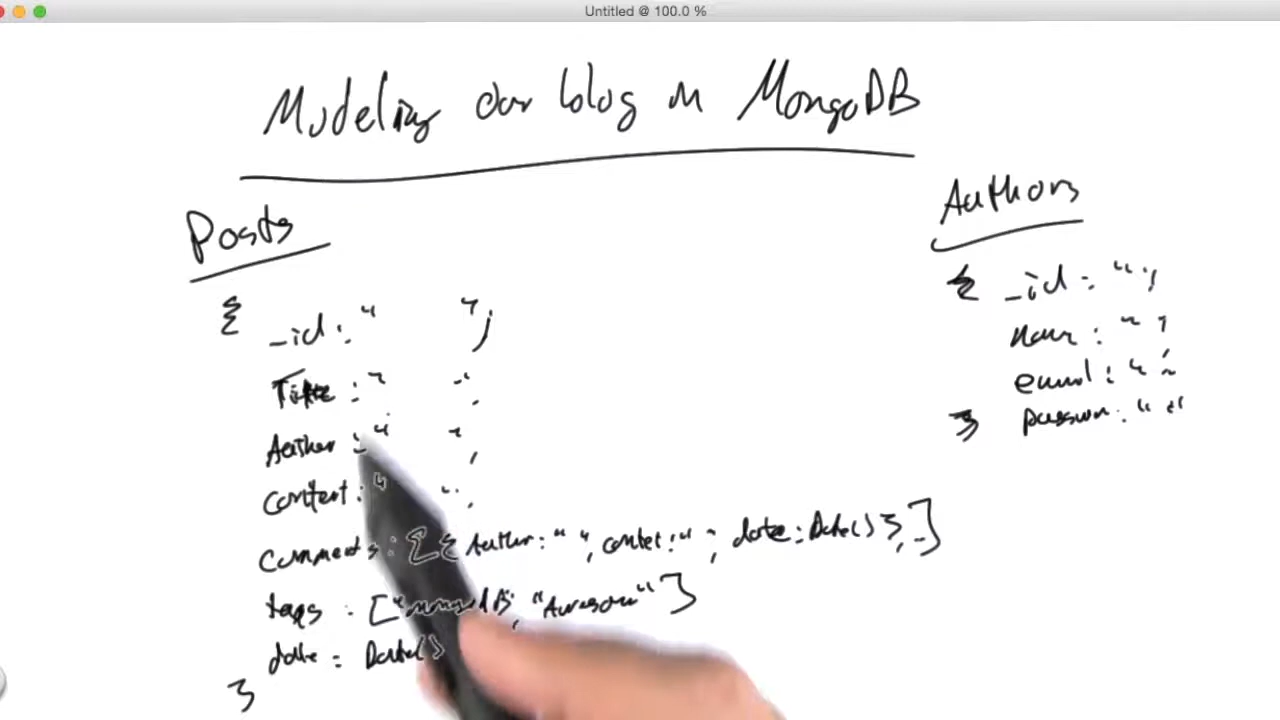 Untitled @ 100.0 %
Modeling our blog in MongoDB
Posts
{
_id: " ",
Title: " ",
Author: " ",
content: " ",
comments: [{Author: " ", content: " ", date: Date()}, ..]
tags: ["mongoDB", "Awesome"]
date: Date()
}
Authors
{ _id: " ",
name: " ",
email: " ",
} password: " "